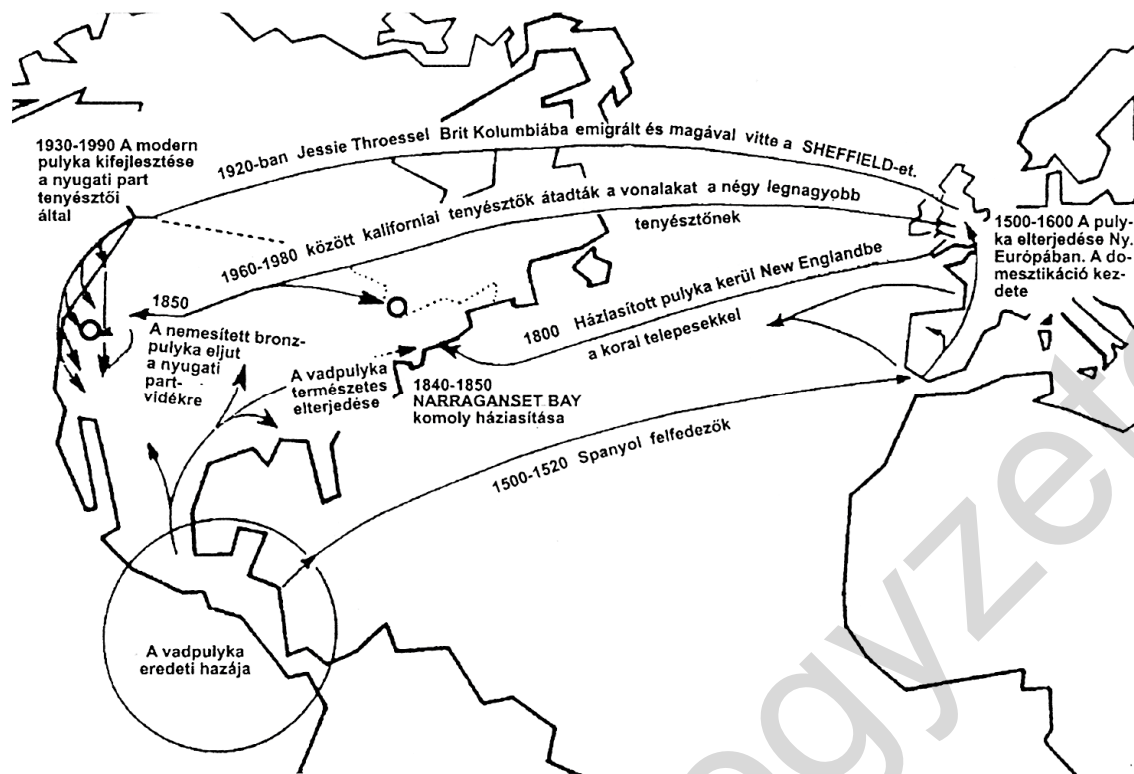 1930-1990 A modern
pulyka kifejlesztése
a nyugati part
tenyésztői
által
1920-ban Jessie Throessel Brit Kolumbiába emigrált és magával vitte a SHEFFIELD-et.
1960-1980 között kaliforniai tenyésztők átadták a vonalakat a négy legnagyobb
tenyésztőnek
1500-1600 A puly-
ka elterjedése Ny.
Európában. A do-
mesztikáció kez-
dete
1850
A nemesített bronz-
pulyka eljut
a nyugati
part-
vidékre
1800 Házlasított pulyka kerül New Englandbe
a korai telepesekkel
A vadpulyka
természetes
elterjedése
1840-1850
NARRAGANSET BAY
komoly háziasítása
1500-1520 Spanyol felfedezök
A vadpulyka
eredeti hazája